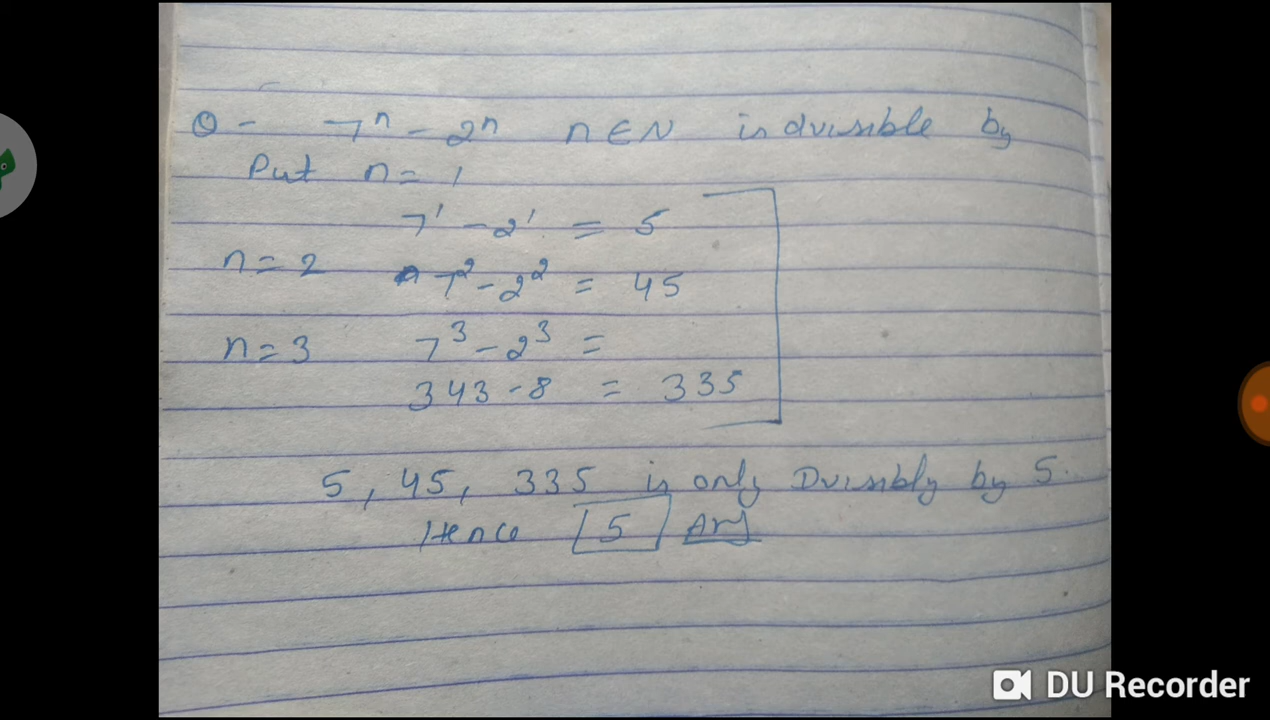 Q - 7ⁿ - 2ⁿ n ∈ N is divisible by
Put n = 1
7¹ - 2¹ = 5
n = 2 7² - 2² = 45
n = 3 7³ - 2³ =
343 - 8 = 335
5, 45, 335 is only Divisibly by 5.
Hence 5 Ans
DU Recorder